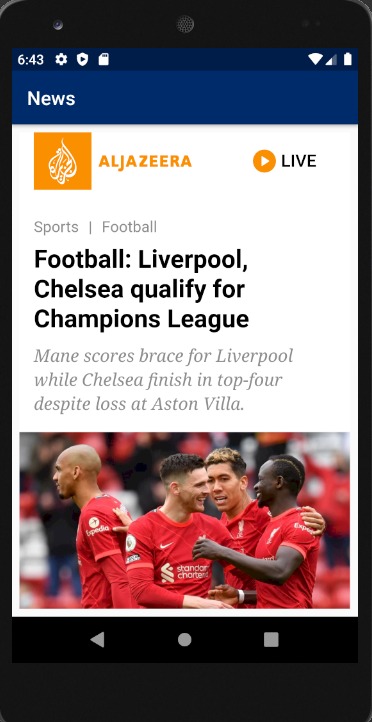 6:43
News
ALJAZEERA
LIVE
Sports | Football
Football: Liverpool,
Chelsea qualify for
Champions League
Mane scores brace for Liverpool
while Chelsea finish in top-four
despite loss at Aston Villa.
Expedia
standard
chartered